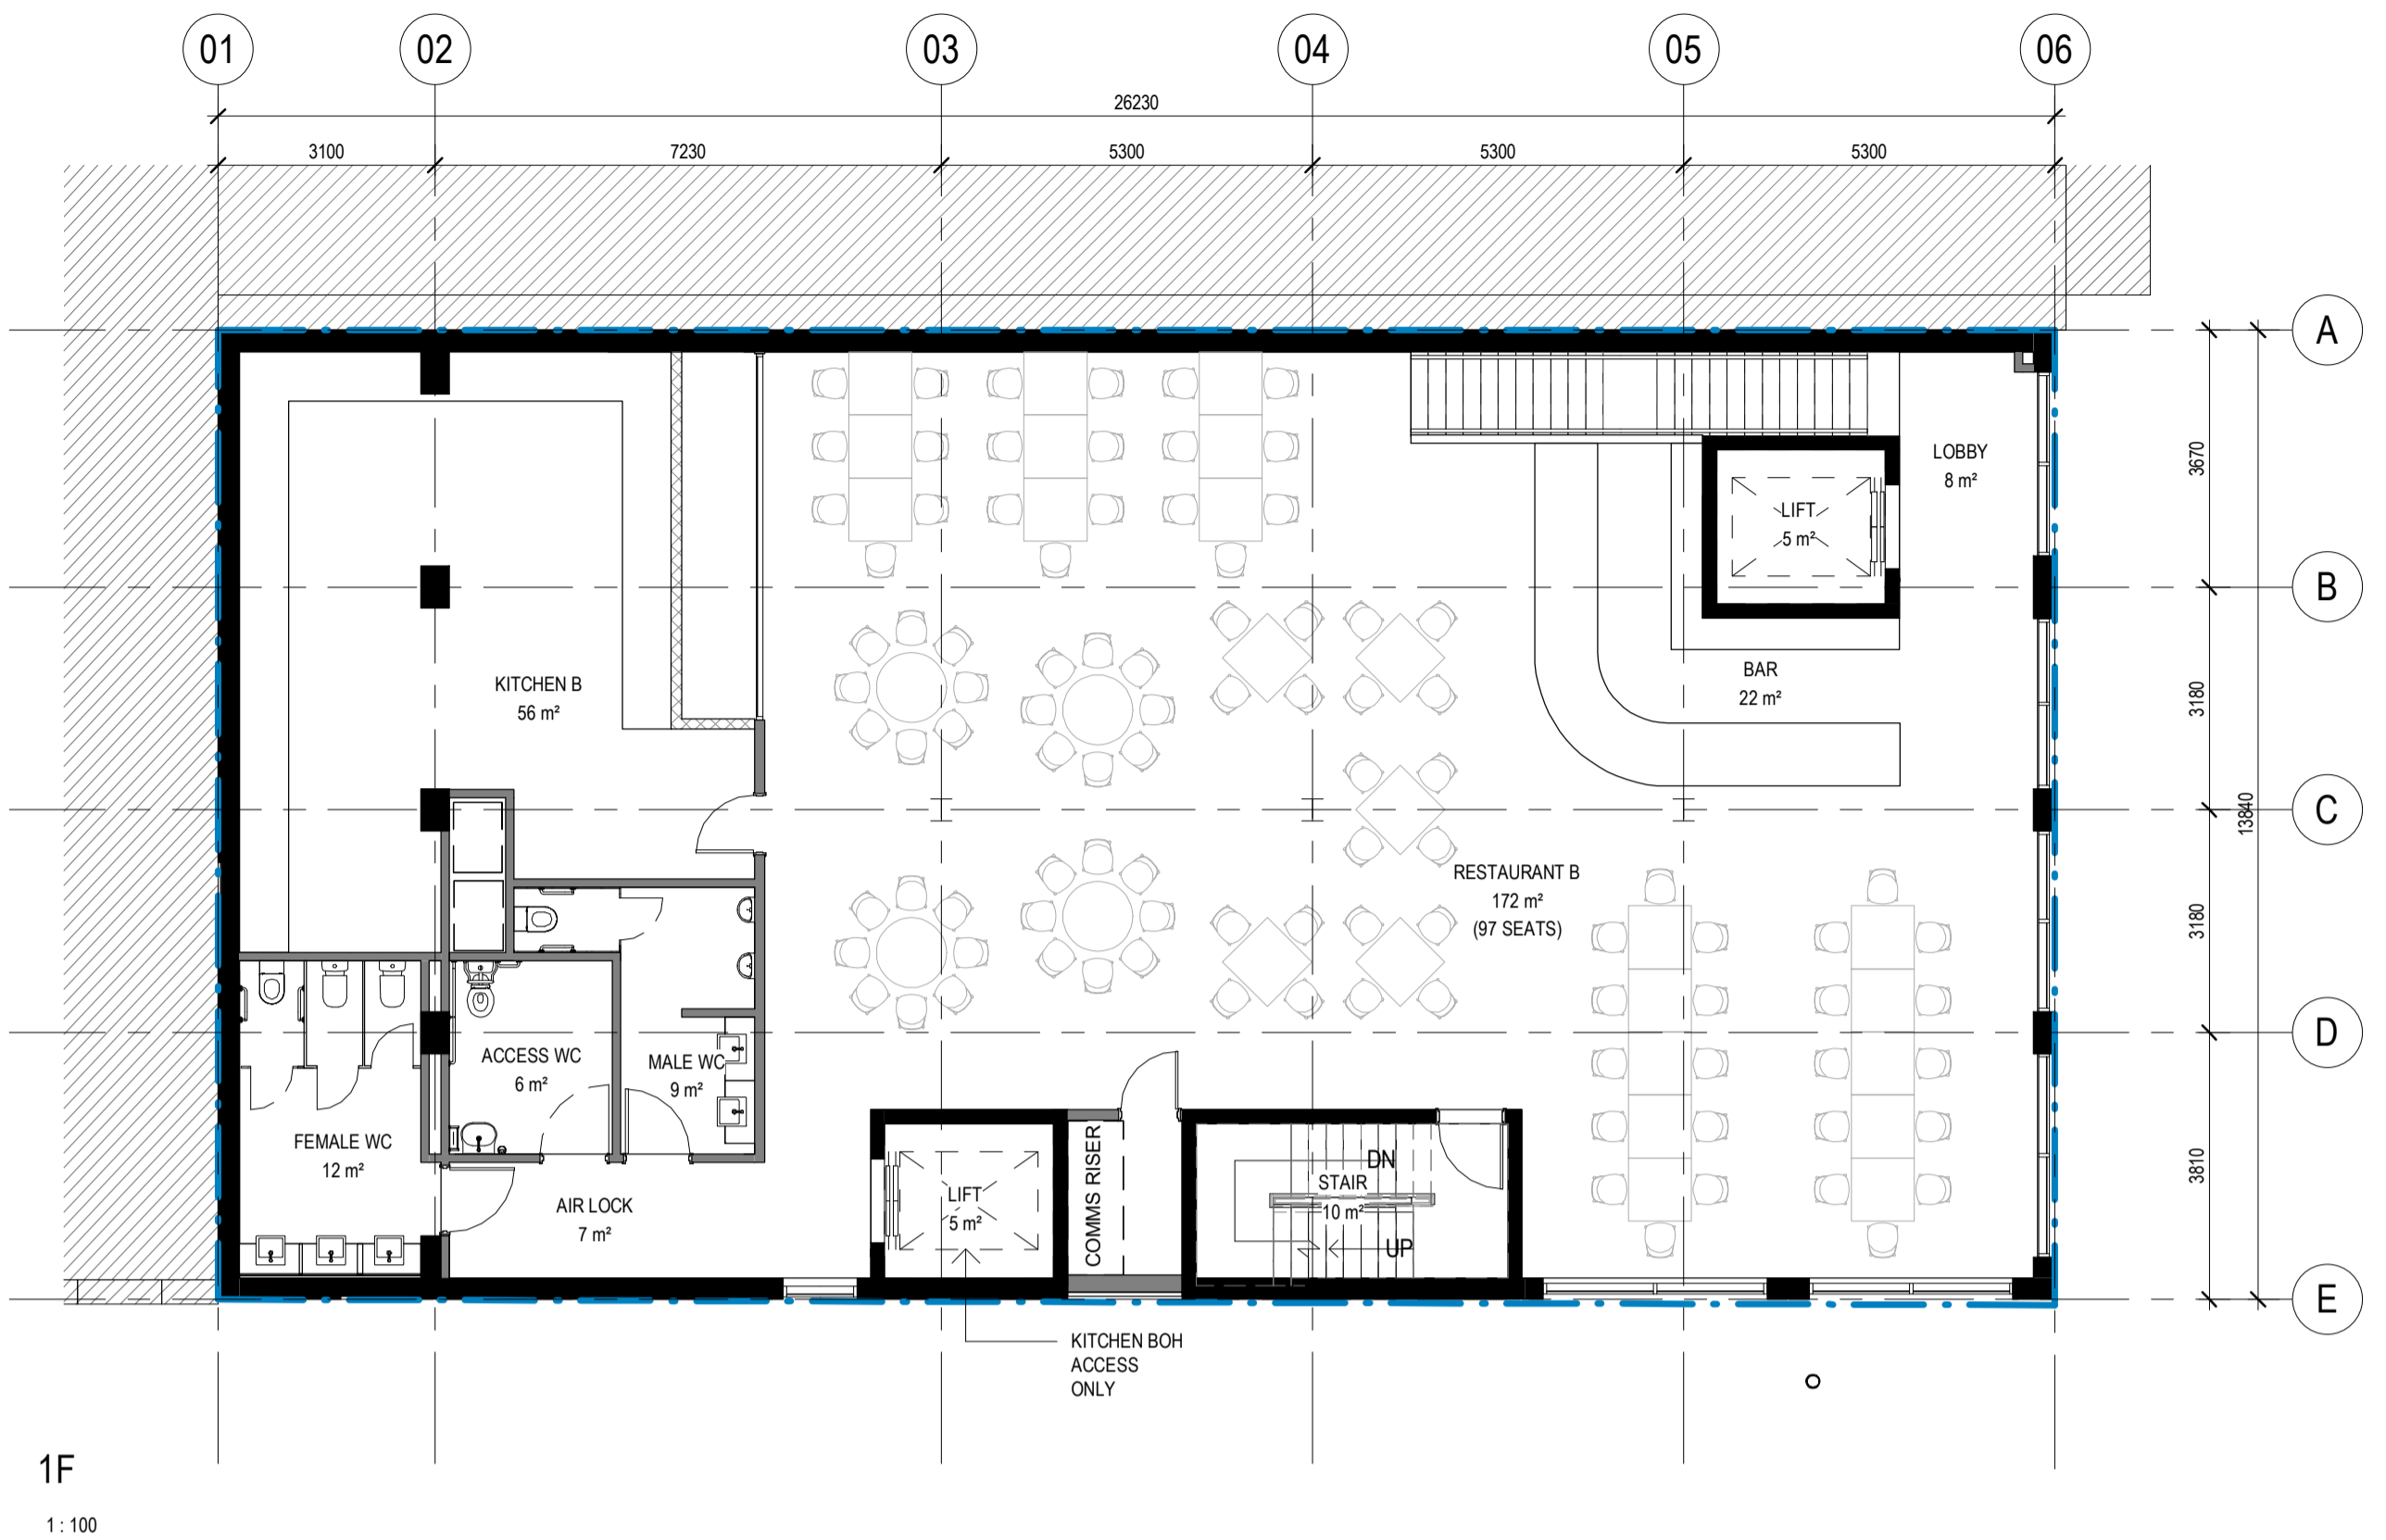 01 02 03 04 05 06
26230
3100 7230 5300 5300 5300
A
3670
LOBBY
8 m²
LIFT
5 m²
B
KITCHEN B
56 m²
BAR
22 m²
3180
C
13840
RESTAURANT B
172 m²
(97 SEATS)
3180
D
ACCESS WC
6 m²
MALE WC
9 m²
FEMALE WC
12 m²
AIR LOCK
7 m²
LIFT
5 m²
COMMS RISER
DN
STAIR
10 m²
UP
3810
E
KITCHEN BOH
ACCESS
ONLY
1F
1 : 100